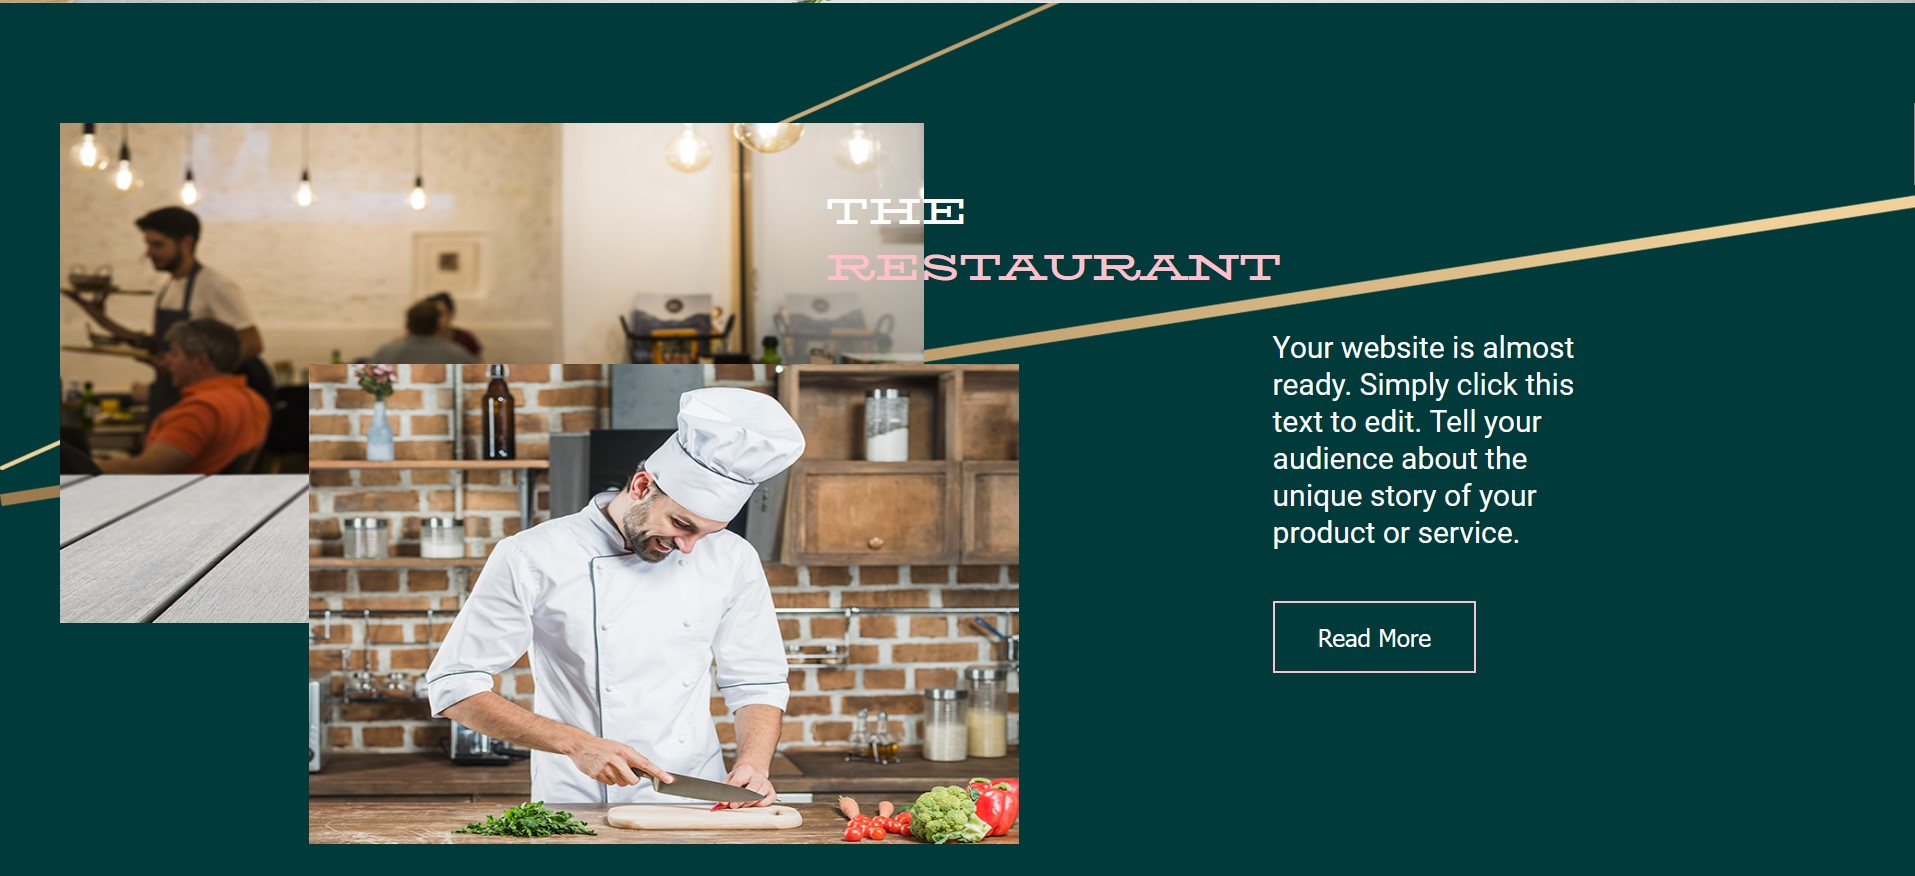 THE
RESTAURANT
Your website is almost
ready. Simply click this
text to edit. Tell your
audience about the
unique story of your
product or service.
Read More